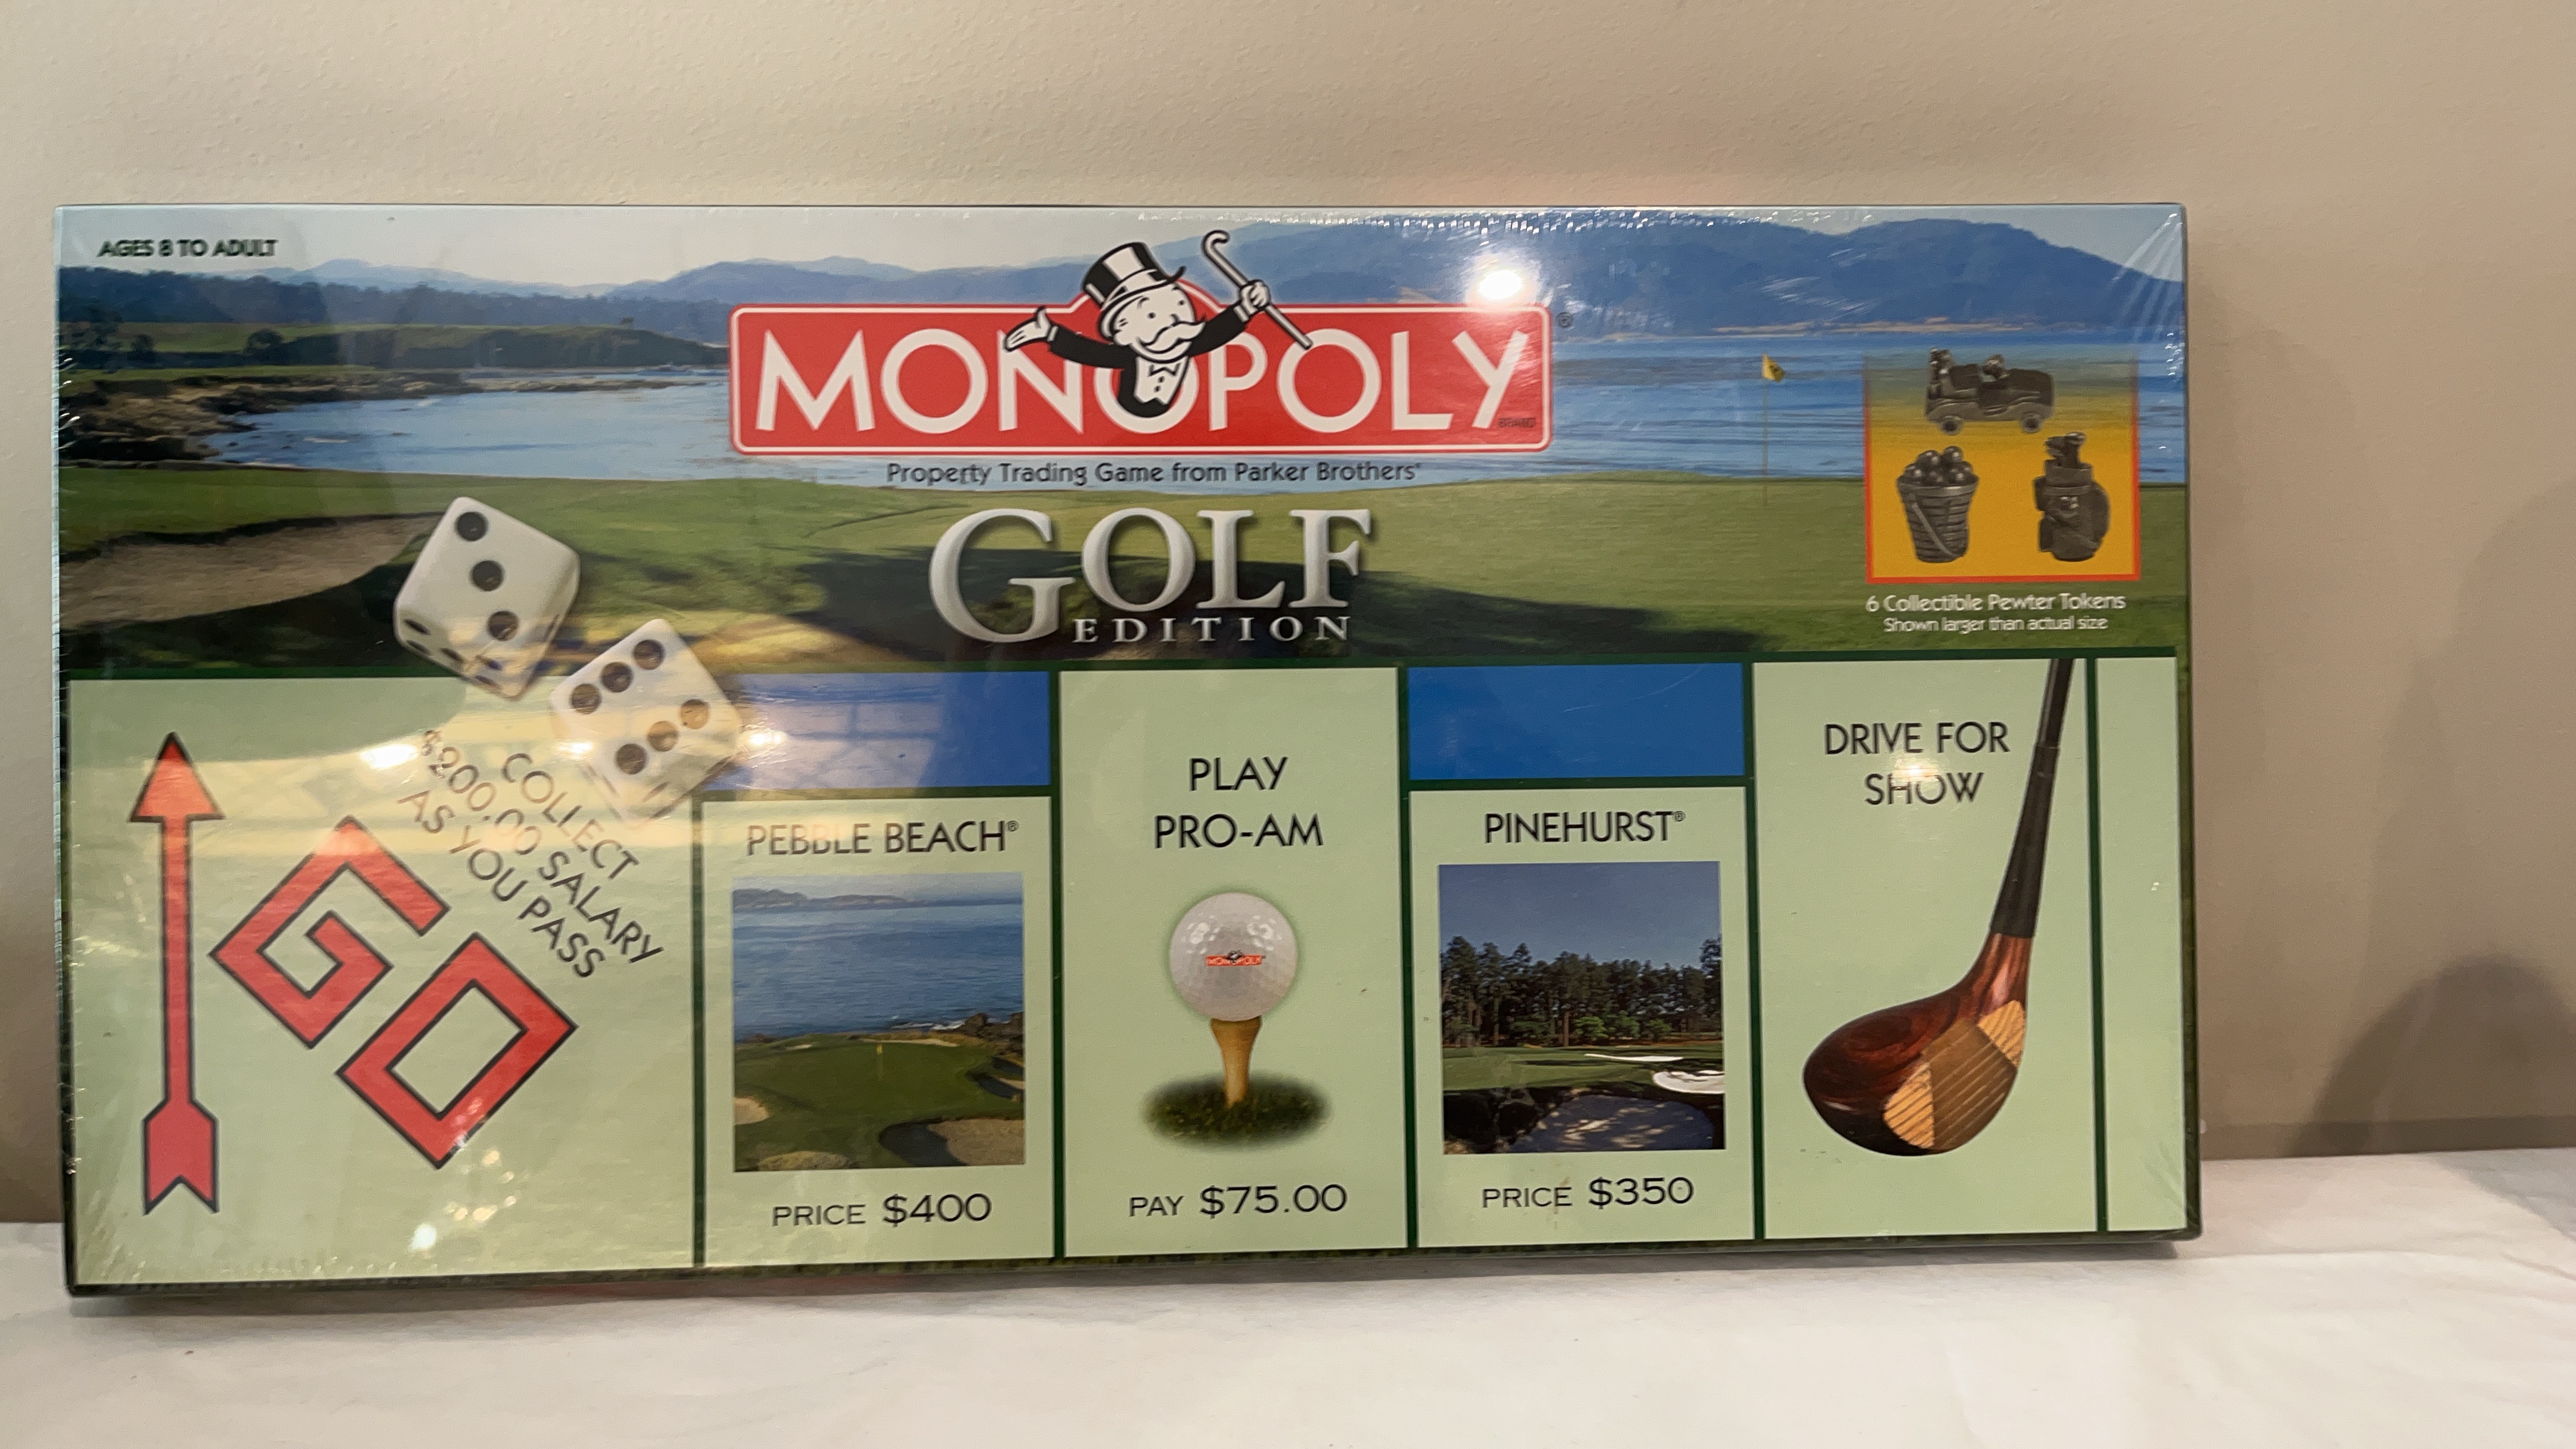 AGES 8 TO ADULT
MONOPOLY®
BRAND
Property Trading Game from Parker Brothers®
GOLF
EDITION
6 Collectible Pewter Tokens
Shown larger than actual size
COLLECT
$200.00 SALARY
AS YOU PASS
GO
PEBBLE BEACH®
PRICE $400
PLAY
PRO-AM
MONOPOLY
PAY $75.00
PINEHURST®
PRICE $350
DRIVE FOR
SHOW